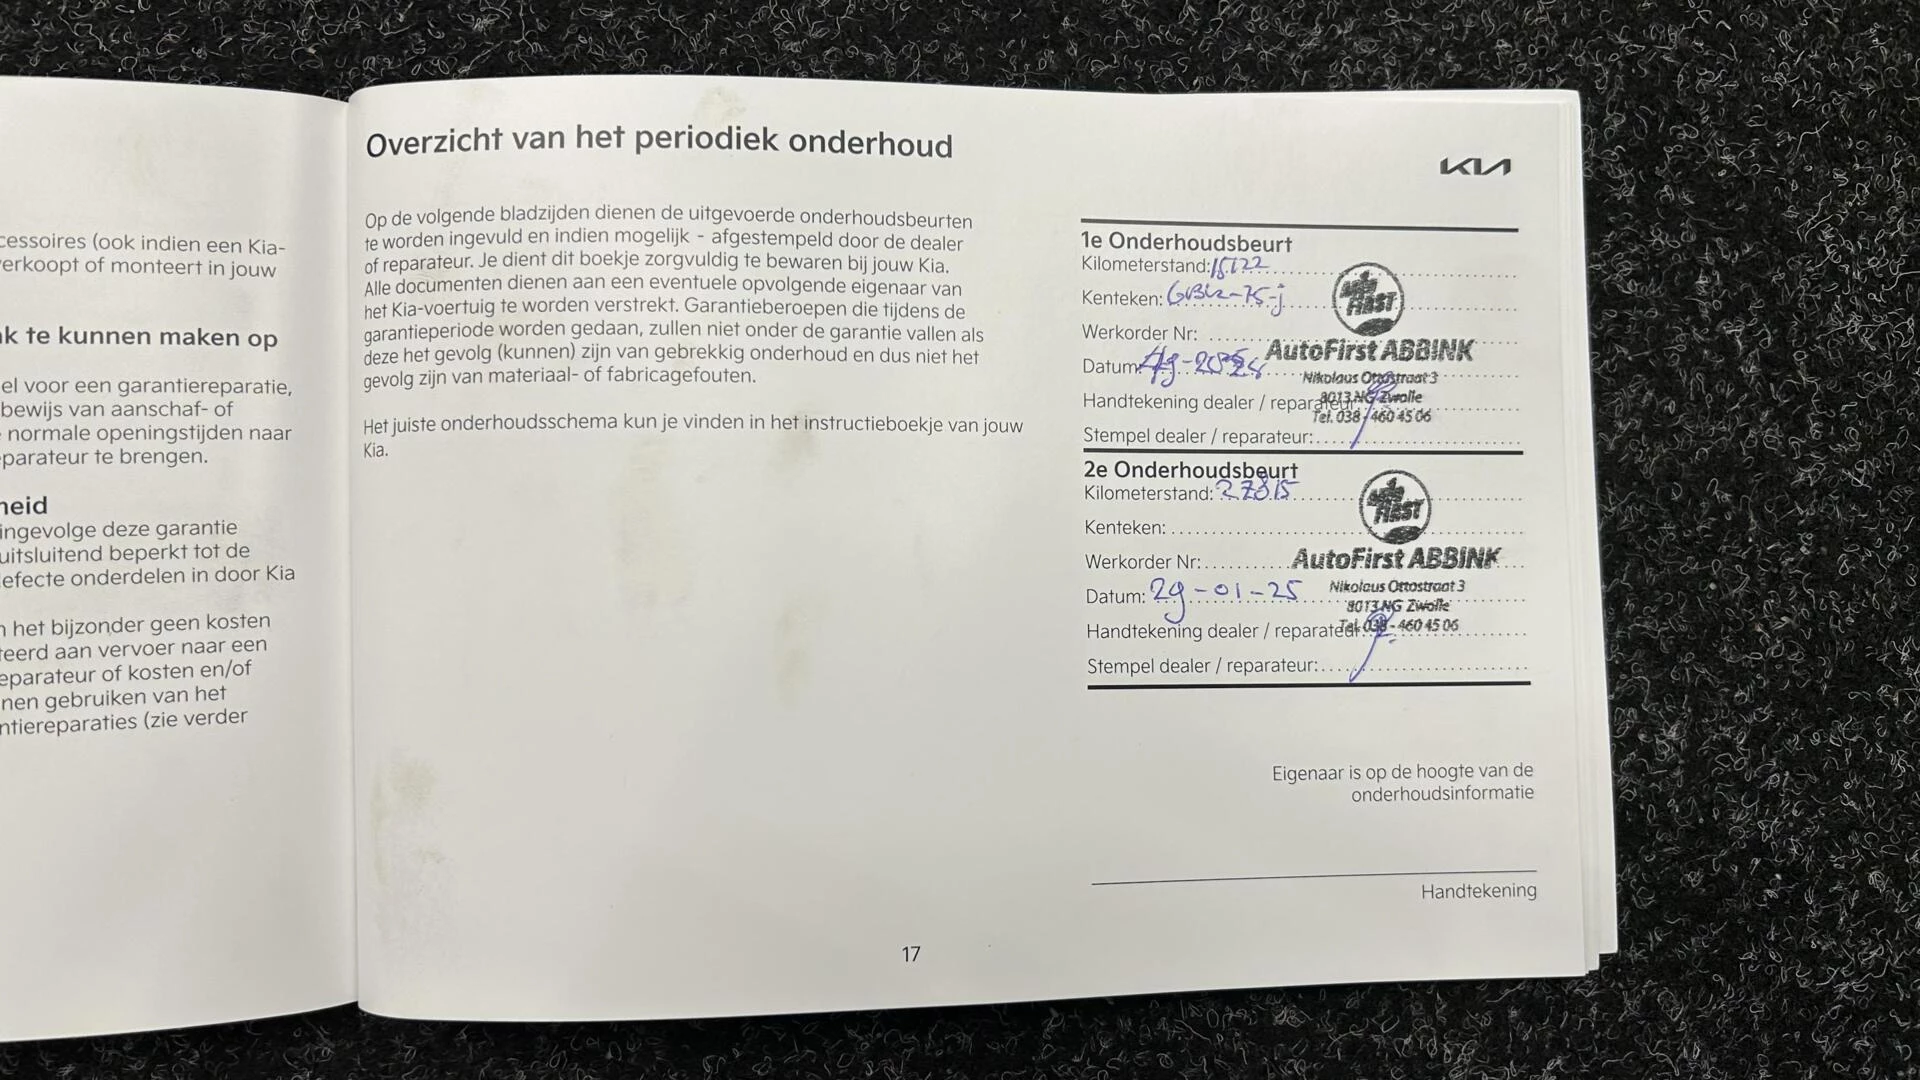 cessoires (ook indien een Kia-
verkoopt of monteert in jouw
ak te kunnen maken op
el voor een garantiereparatie,
bewijs van aanschaf- of
normale openingstijden naar
parateur te brengen.
heid
ingevolge deze garantie
uitsluitend beperkt tot de
defecte onderdelen in door Kia
n het bijzonder geen kosten
teerd aan vervoer naar een
eparateur of kosten en/of
nen gebruiken van het
ntiereparaties (zie verder
Overzicht van het periodiek onderhoud
Op de volgende bladzijden dienen de uitgevoerde onderhoudsbeurten
te worden ingevuld en indien mogelijk - afgestempeld door de dealer
of reparateur. Je dient dit boekje zorgvuldig te bewaren bij jouw Kia.
Alle documenten dienen aan een eventuele opvolgende eigenaar van
het Kia-voertuig te worden verstrekt. Garantieberoepen die tijdens de
garantieperiode worden gedaan, zullen niet onder de garantie vallen als
deze het gevolg (kunnen) zijn van gebrekkig onderhoud en dus niet het
gevolg zijn van materiaal- of fabricagefouten.
Het juiste onderhoudsschema kun je vinden in het instructieboekje van jouw
Kia.
17
KIA
1e Onderhoudsbeurt
Kilometerstand:
Kenteken:
Werkorder Nr:
Datum:
Handtekening dealer / reparateur:
Stempel dealer / reparateur:
auto FIRST
AutoFirst ABBINK
Nikolaus Ottostraat 3
8013 NG Zwolle
Tel. 038 - 460 45 06
2e Onderhoudsbeurt
Kilometerstand: 27815
Kenteken:
Werkorder Nr:
Datum: 29-01-25
Handtekening dealer / reparateur:
Stempel dealer / reparateur:
auto FIRST
AutoFirst ABBINK
Nikolaus Ottostraat 3
8013 NG Zwolle
Tel. 038 - 460 45 06
Eigenaar is op de hoogte van de
onderhoudsinformatie
Handtekening